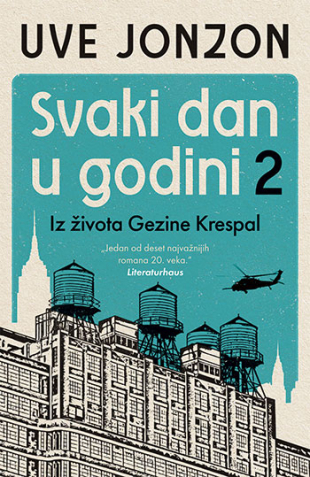 UVE JONZON
Svaki dan
u godini 2
Iz života Gezine Krespal
„Jedan od deset najvažnijih
romana 20. veka.”
Literaturhaus